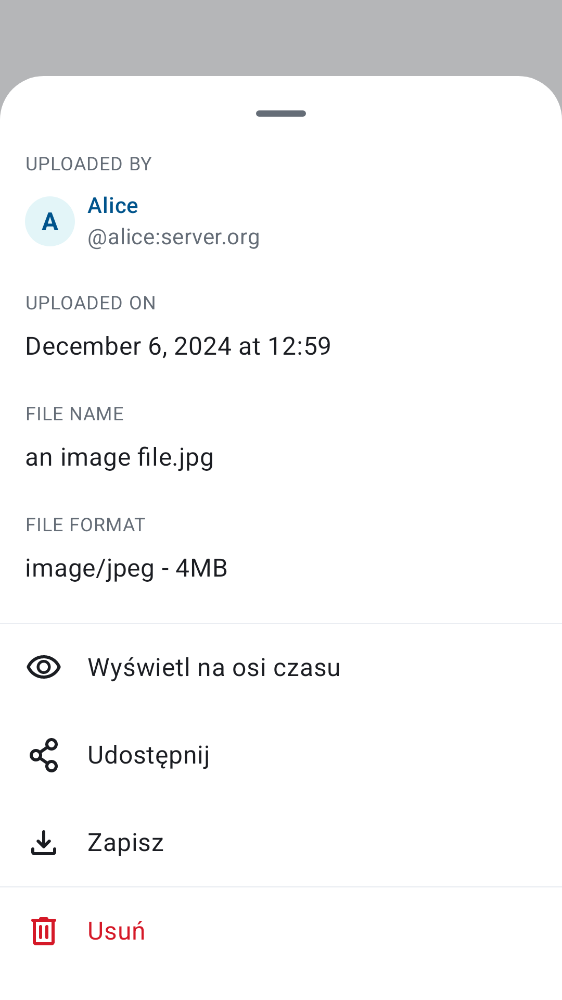 UPLOADED BY
A
Alice
@alice:server.org
UPLOADED ON
December 6, 2024 at 12:59
FILE NAME
an image file.jpg
FILE FORMAT
image/jpeg - 4MB
Wyświetl na osi czasu
Udostępnij
Zapisz
Usuń